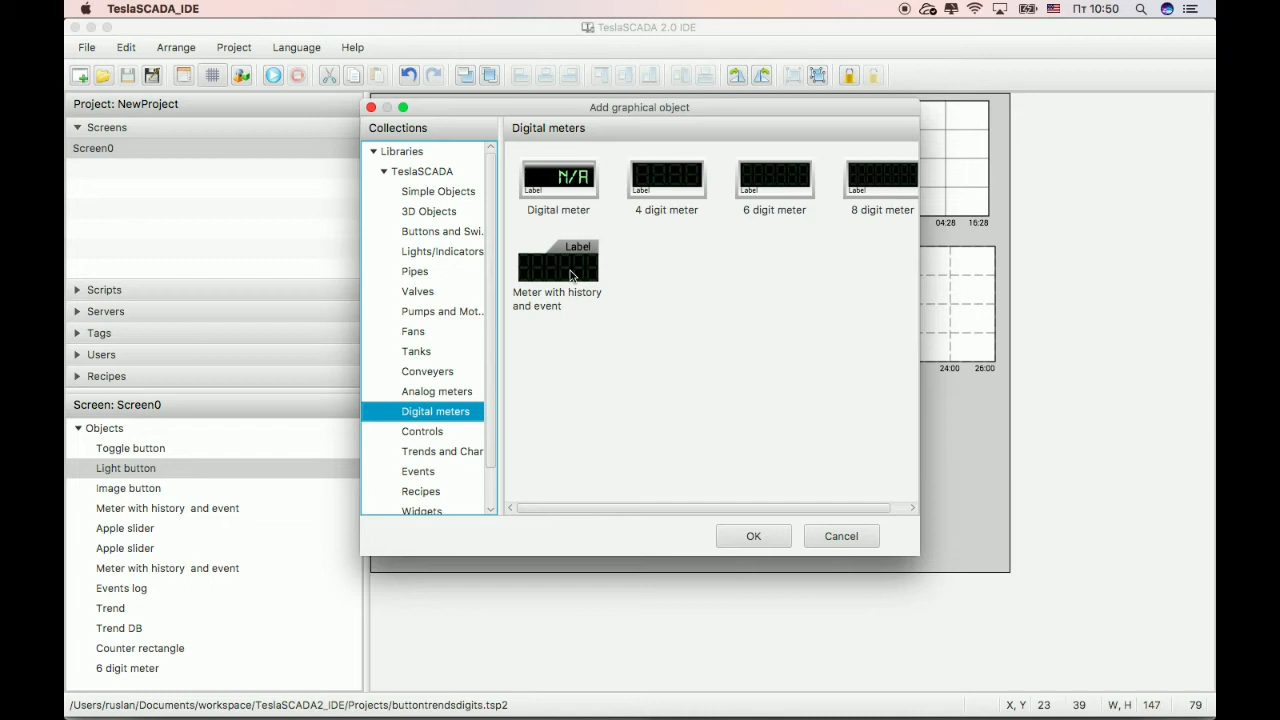 TeslaSCADA_IDE
Пт 10:50
TeslaSCADA 2.0 IDE
File Edit Arrange Project Language Help
Project: NewProject
Screens
Screen0
Scripts
Servers
Tags
Users
Recipes
Screen: Screen0
Objects
Toggle button
Light button
Image button
Meter with history and event
Apple slider
Apple slider
Meter with history and event
Events log
Trend
Trend DB
Counter rectangle
6 digit meter
Add graphical object
Collections
Libraries
TeslaSCADA
Simple Objects
3D Objects
Buttons and Swi..
Lights/Indicators
Pipes
Valves
Pumps and Mot..
Fans
Tanks
Conveyers
Analog meters
Digital meters
Controls
Trends and Char
Events
Recipes
Widgets
Digital meters
N/A
Label
Label
Label
Label
Digital meter
4 digit meter
6 digit meter
8 digit meter
Label
Meter with history
and event
OK
Cancel
04:28 16:28
24:00 26:00
/Users/ruslan/Documents/workspace/TeslaSCADA2_IDE/Projects/buttontrendsdigits.tsp2
X, Y 23 39 W, H 147 79